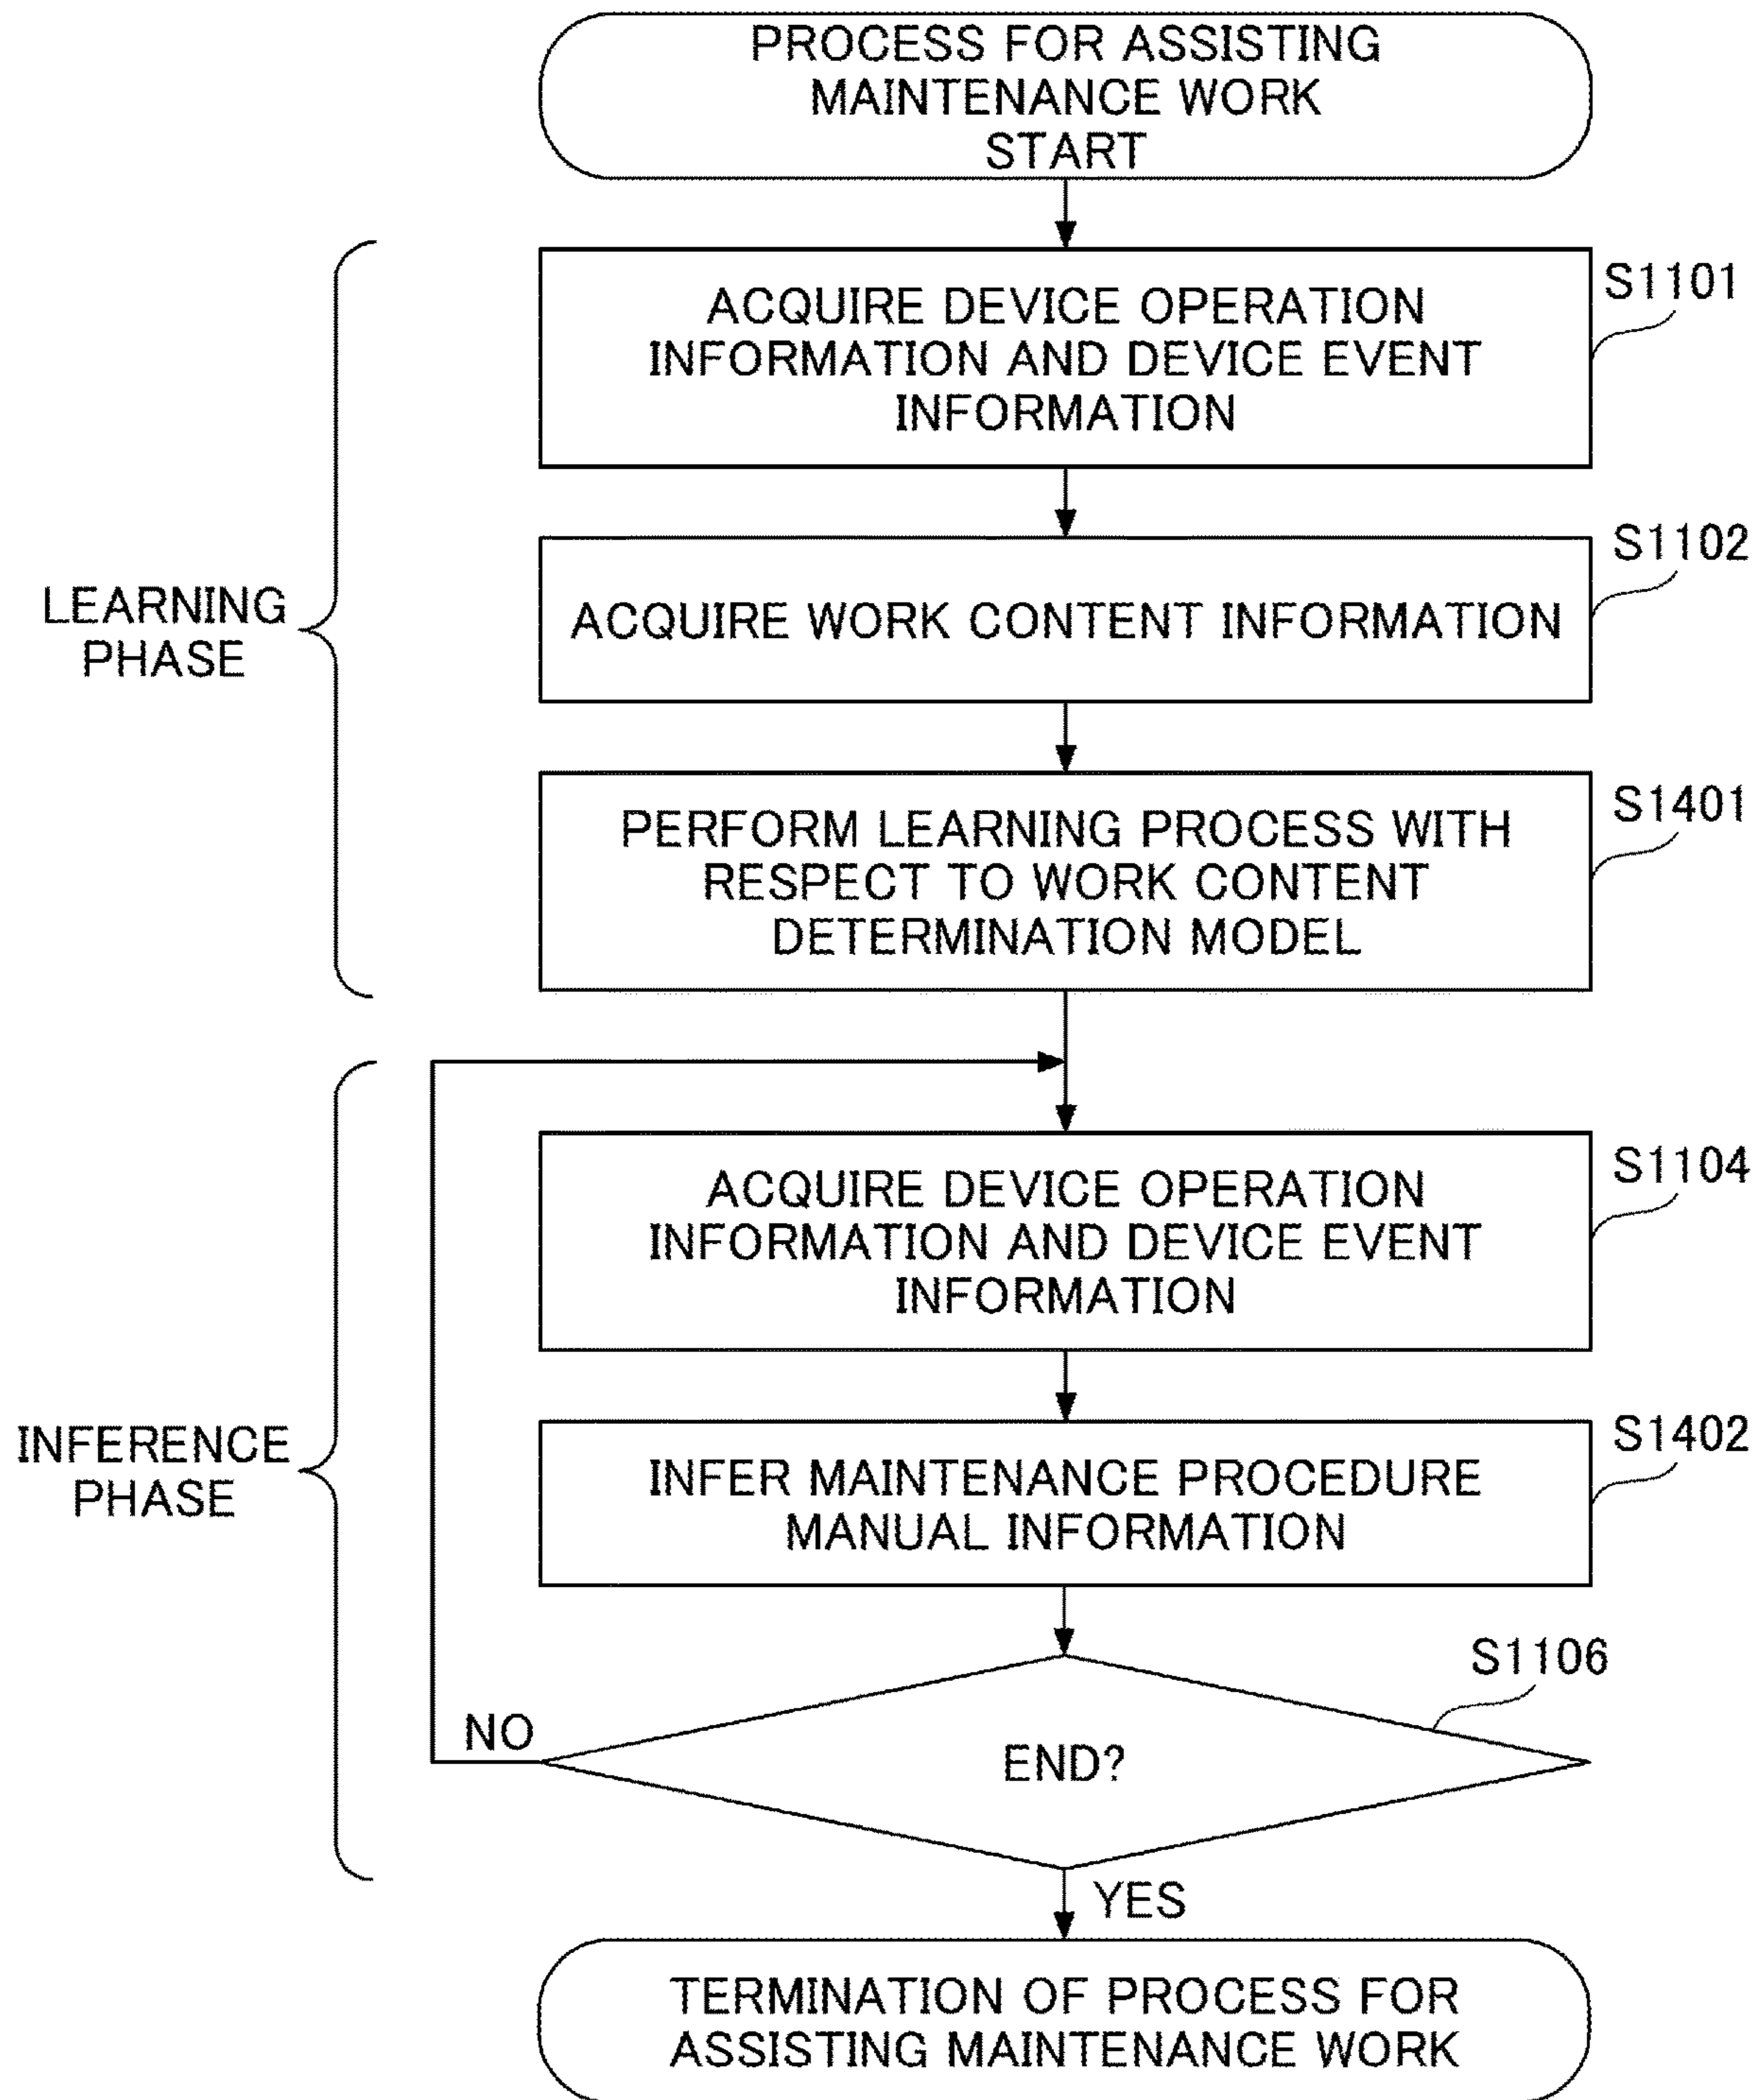 PROCESS FOR ASSISTING
MAINTENANCE WORK
START
S1101
ACQUIRE DEVICE OPERATION
INFORMATION AND DEVICE EVENT
INFORMATION
S1102
ACQUIRE WORK CONTENT INFORMATION
LEARNING
PHASE
S1401
PERFORM LEARNING PROCESS WITH
RESPECT TO WORK CONTENT
DETERMINATION MODEL
S1104
ACQUIRE DEVICE OPERATION
INFORMATION AND DEVICE EVENT
INFORMATION
S1402
INFER MAINTENANCE PROCEDURE
MANUAL INFORMATION
INFERENCE
PHASE
S1106
NO
END?
YES
TERMINATION OF PROCESS FOR
ASSISTING MAINTENANCE WORK